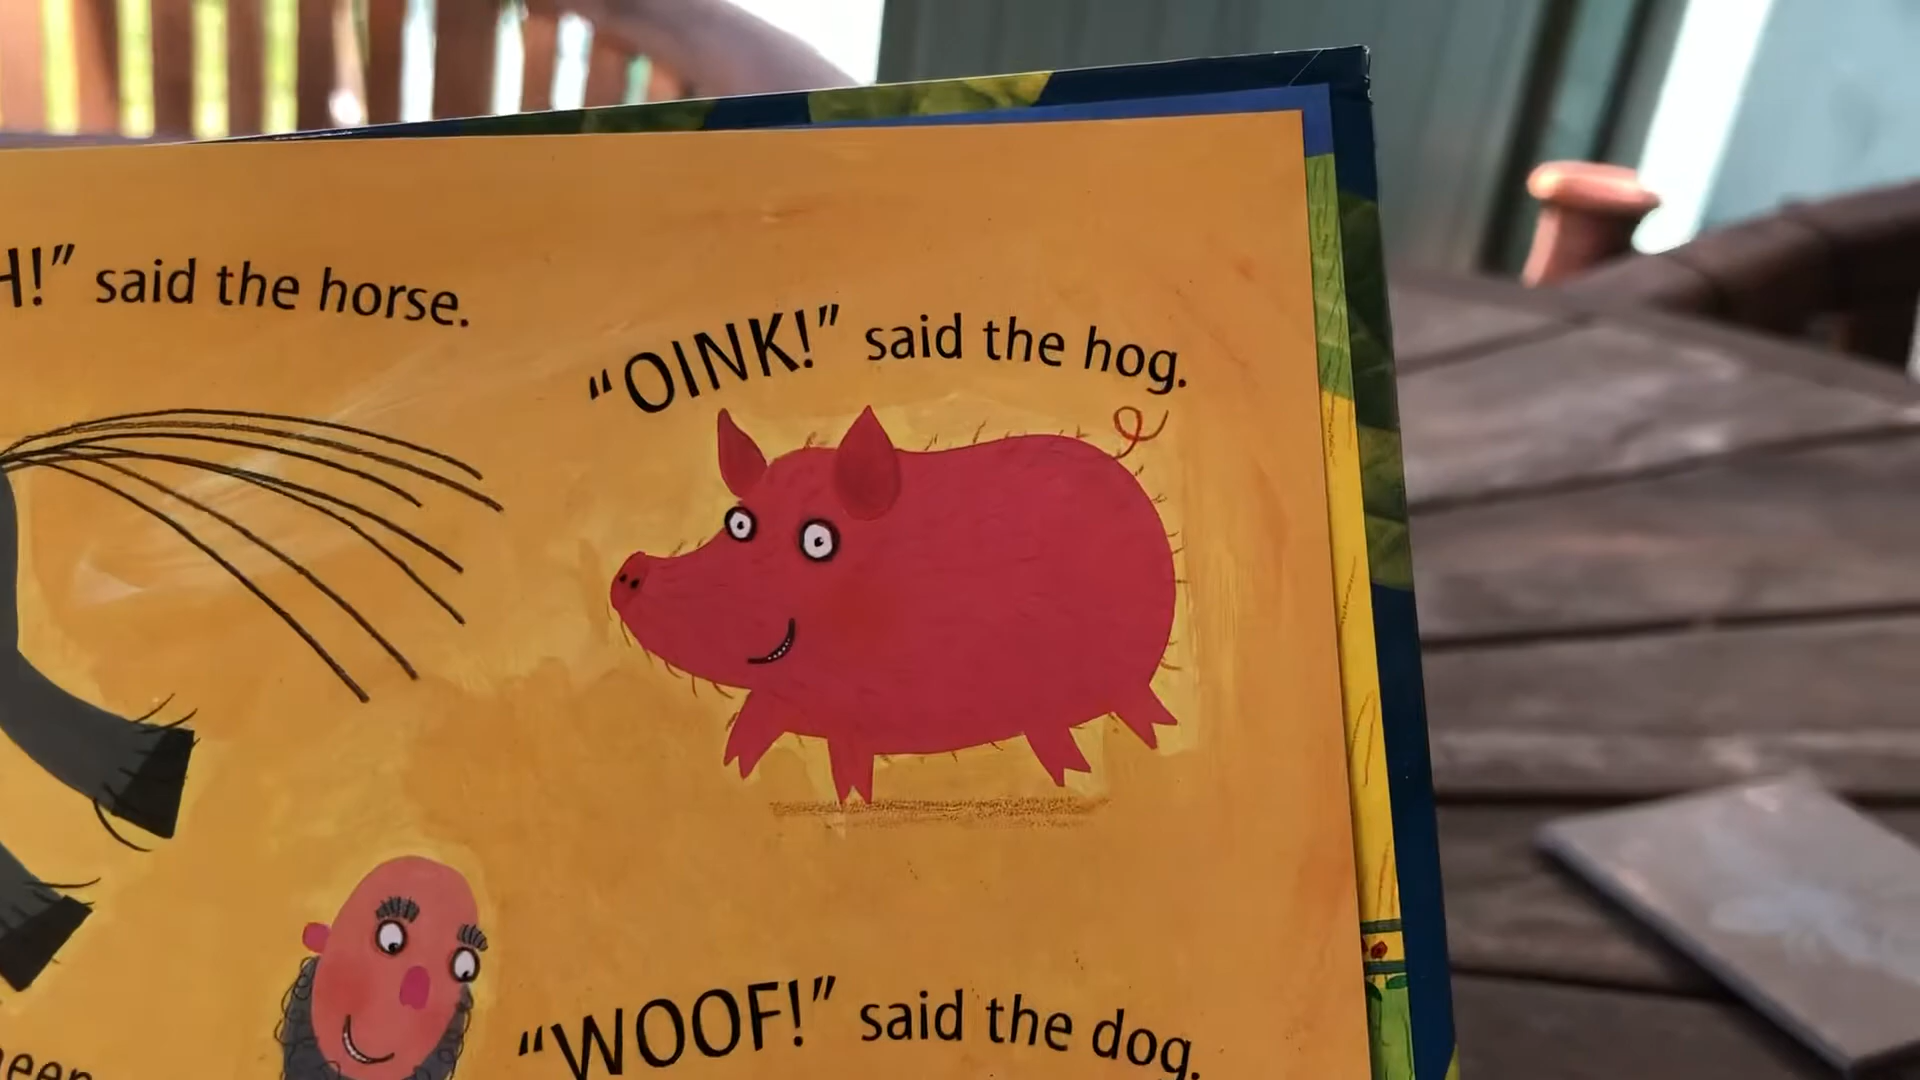 H!” said the horse.
“OINK!” said the hog.
“WOOF!” said the dog.